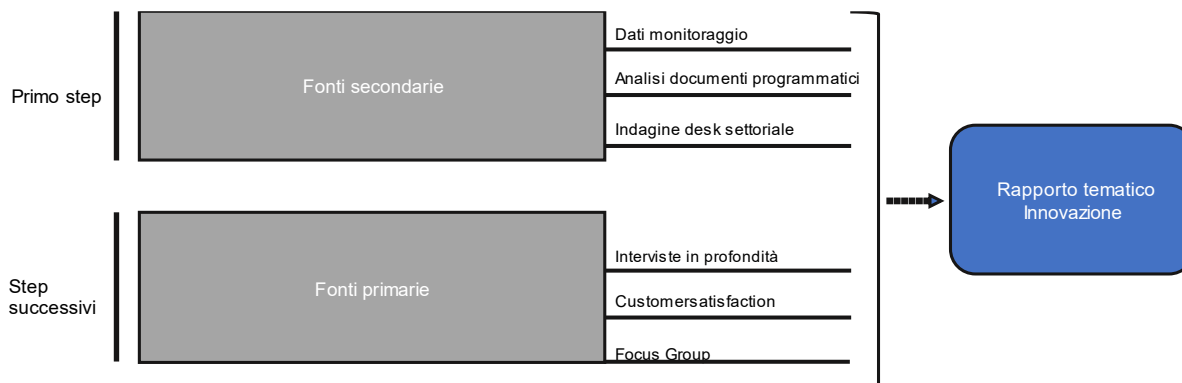 Primo step
Fonti secondarie
Dati monitoraggio
Analisi documenti programmatici
Indagine desk settoriale
Step
successivi
Fonti primarie
Interviste in profondità
Customersatisfaction
Focus Group
Rapporto tematico
Innovazione